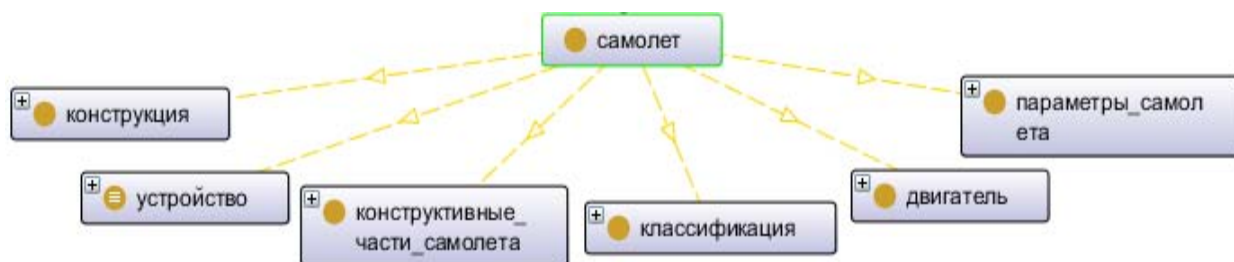 самолет
конструкция
параметры_самол
ета
устройство
конструктивные_
части_самолета
классификация
двигатель